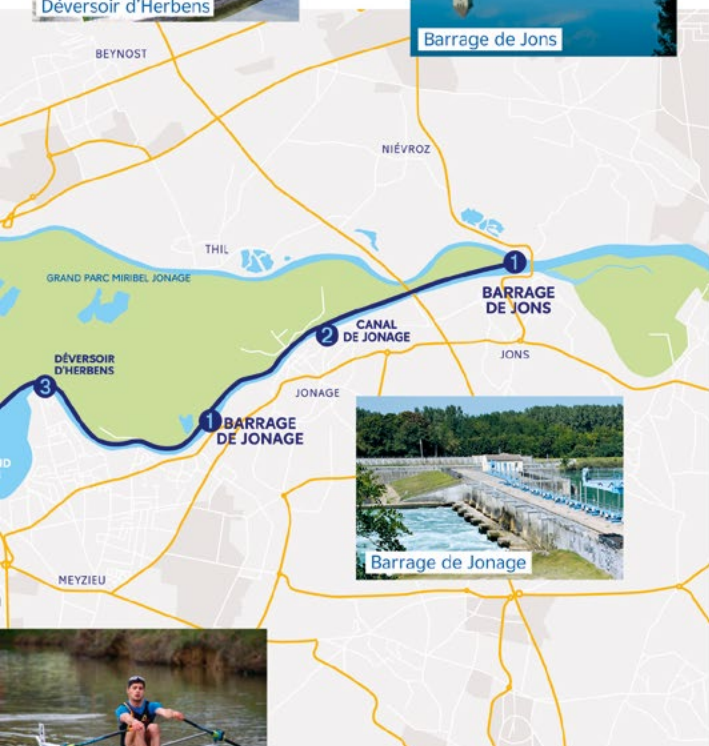 Déversoir d'Herbens
Barrage de Jons
BEYNOST
NIÉVROZ
THIL
GRAND PARC MIRIBEL JONAGE
1
BARRAGE
DE JONS
2
CANAL
DE JONAGE
JONS
DÉVERSOIR
D'HERBENS
3
JONAGE
1
BARRAGE
DE JONAGE
Barrage de Jonage
MEYZIEU